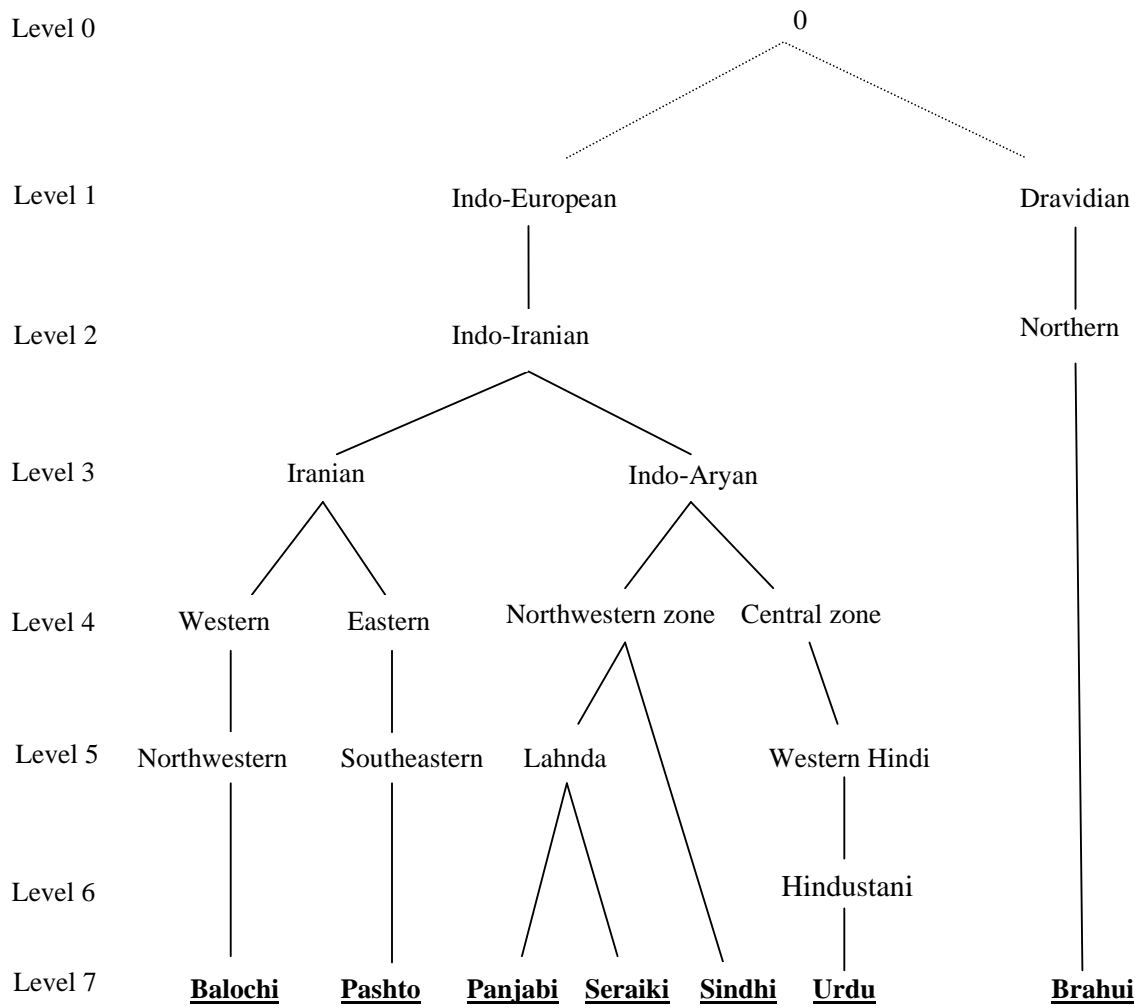 Level 0 0
Level 1 Indo-European Dravidian
Level 2 Indo-Iranian Northern
Level 3 Iranian Indo-Aryan
Level 4 Western Eastern Northwestern zone Central zone
Level 5 Northwestern Southeastern Lahnda Western Hindi
Level 6 Hindustani
Level 7 Balochi Pashto Panjabi Seraiki Sindhi Urdu Brahui